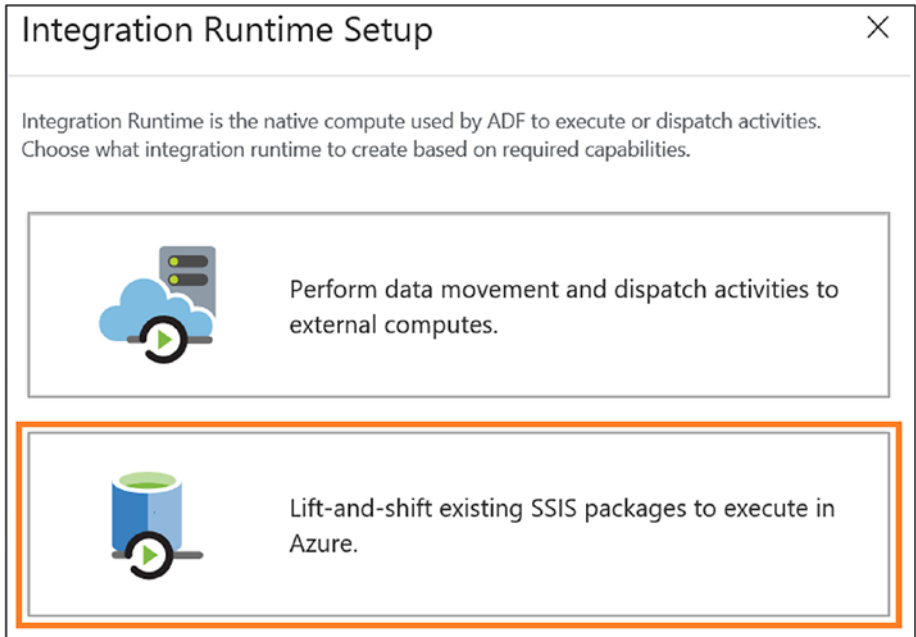 Integration Runtime Setup
Integration Runtime is the native compute used by ADF to execute or dispatch activities.
Choose what integration runtime to create based on required capabilities.
Perform data movement and dispatch activities to
external computes.
Lift-and-shift existing SSIS packages to execute in
Azure.